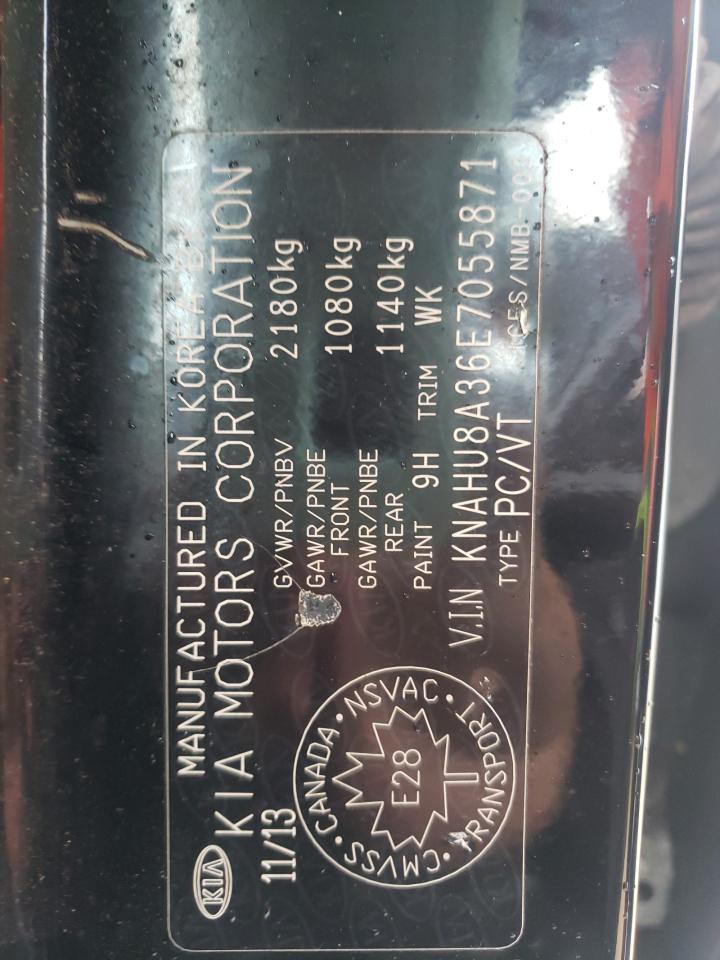 KIA
MANUFACTURED IN KOREA BY
KIA MOTORS CORPORATION
11/13
GVWR/PNBV 2180kg
GAWR/PNBE FRONT 1080kg
GAWR/PNBE REAR 1140kg
PAINT 9H TRIM WK
V.I.N KNAHU8A36E7055871
TYPE PC/VT
CANADA • NSVAC • TRANSPORT • CMVSS •
E28